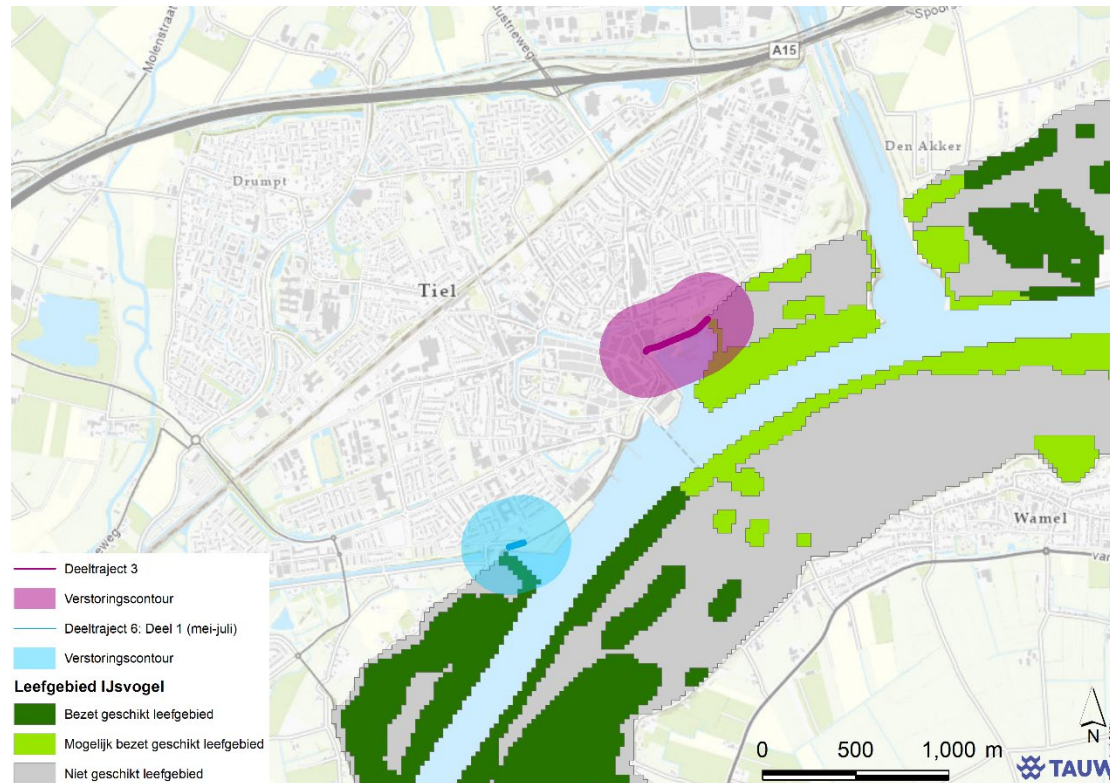 Molenstraat
dustrieweg
Spoor
A15
Den Akker
Drumpt
Tiel
Wamel
Deeltraject 3
Verstoringscontour
Deeltraject 6: Deel 1 (mei-juli)
Verstoringscontour
Leefgebied IJsvogel
Bezet geschikt leefgebied
Mogelijk bezet geschikt leefgebied
Niet geschikt leefgebied
0 500 1,000 m
N
TAUW